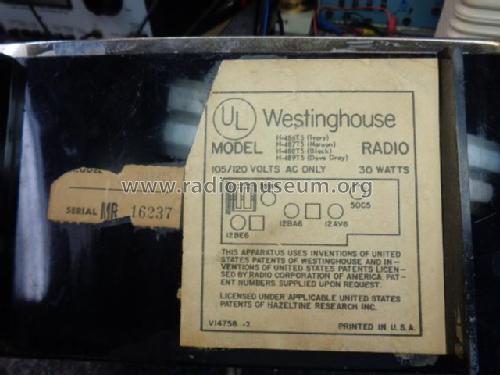 UL Westinghouse
H-486T5 (Ivory)
H-487T5 (Maroon)
MODEL H-488T5 (Black) RADIO
H-489T5 (Dove Gray)
105/120 VOLTS AC ONLY 30 WATTS
50C5
12BE6 12BA6 12AV6
THIS APPARATUS USES INVENTIONS OF UNITED
STATES PATENTS OF WESTINGHOUSE AND IN-
VENTIONS OF UNITED STATES PATENTS LICEN-
SED BY RADIO CORPORATION OF AMERICA. PAT-
ENT NUMBERS SUPPLIED UPON REQUEST.
LICENSED UNDER APPLICABLE UNITED STATES
PATENTS OF HAZELTINE RESEARCH INC.
V14758-2 PRINTED IN U.S.A.
MODEL
SERIAL MR 16237
www.radiomuseum.org